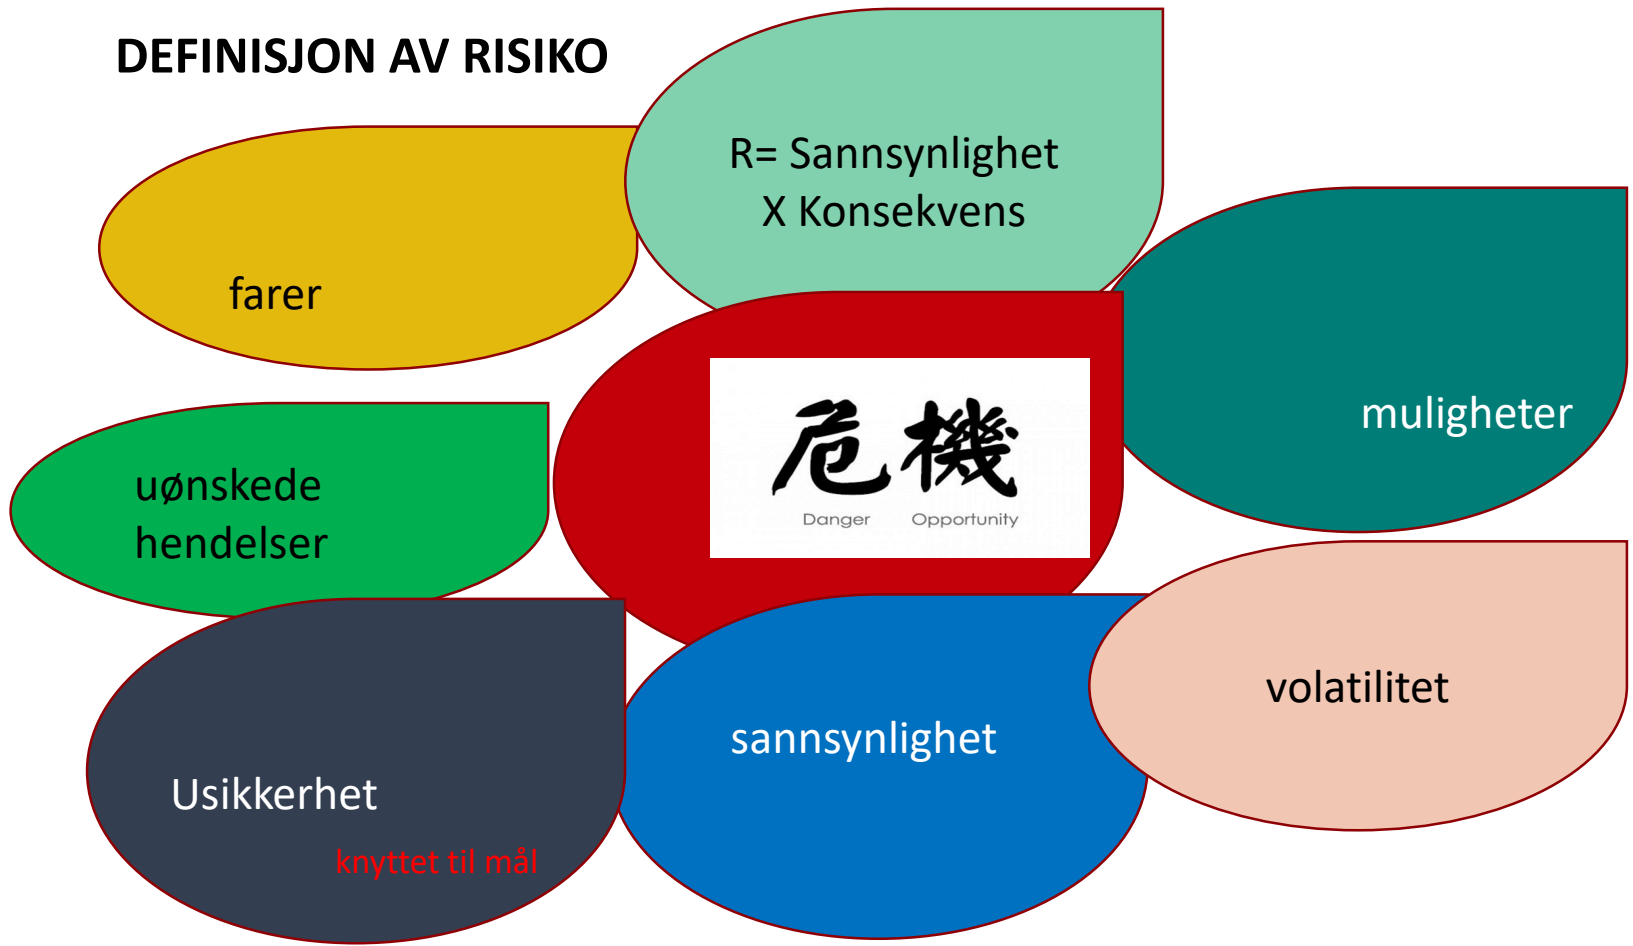 DEFINISJON AV RISIKO
R= Sannsynlighet
X Konsekvens
farer
muligheter
危機
Danger Opportunity
uønskede
hendelser
volatilitet
sannsynlighet
Usikkerhet
knyttet til mål